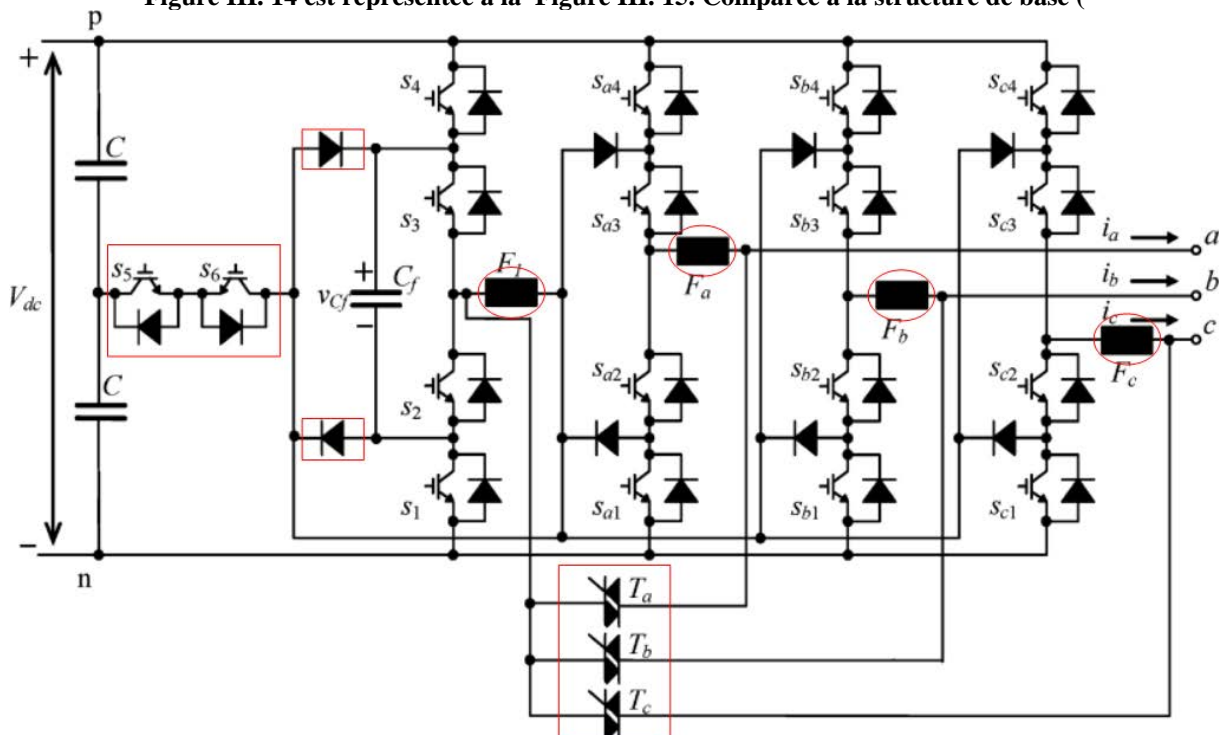 Figure III. 14 est représentée à la Figure III. 15. Comparée à la structure de base (
p
+
s4
sa4
sb4
sc4
C
s3
sa3
sb3
sc3
ia
a
s5
s6
+
Cf
F1
Fa
ib
b
Vdc
vCf
−
Fb
ic
c
C
s2
sa2
sb2
sc2
Fc
s1
sa1
sb1
sc1
−
n
Ta
Tb
Tc